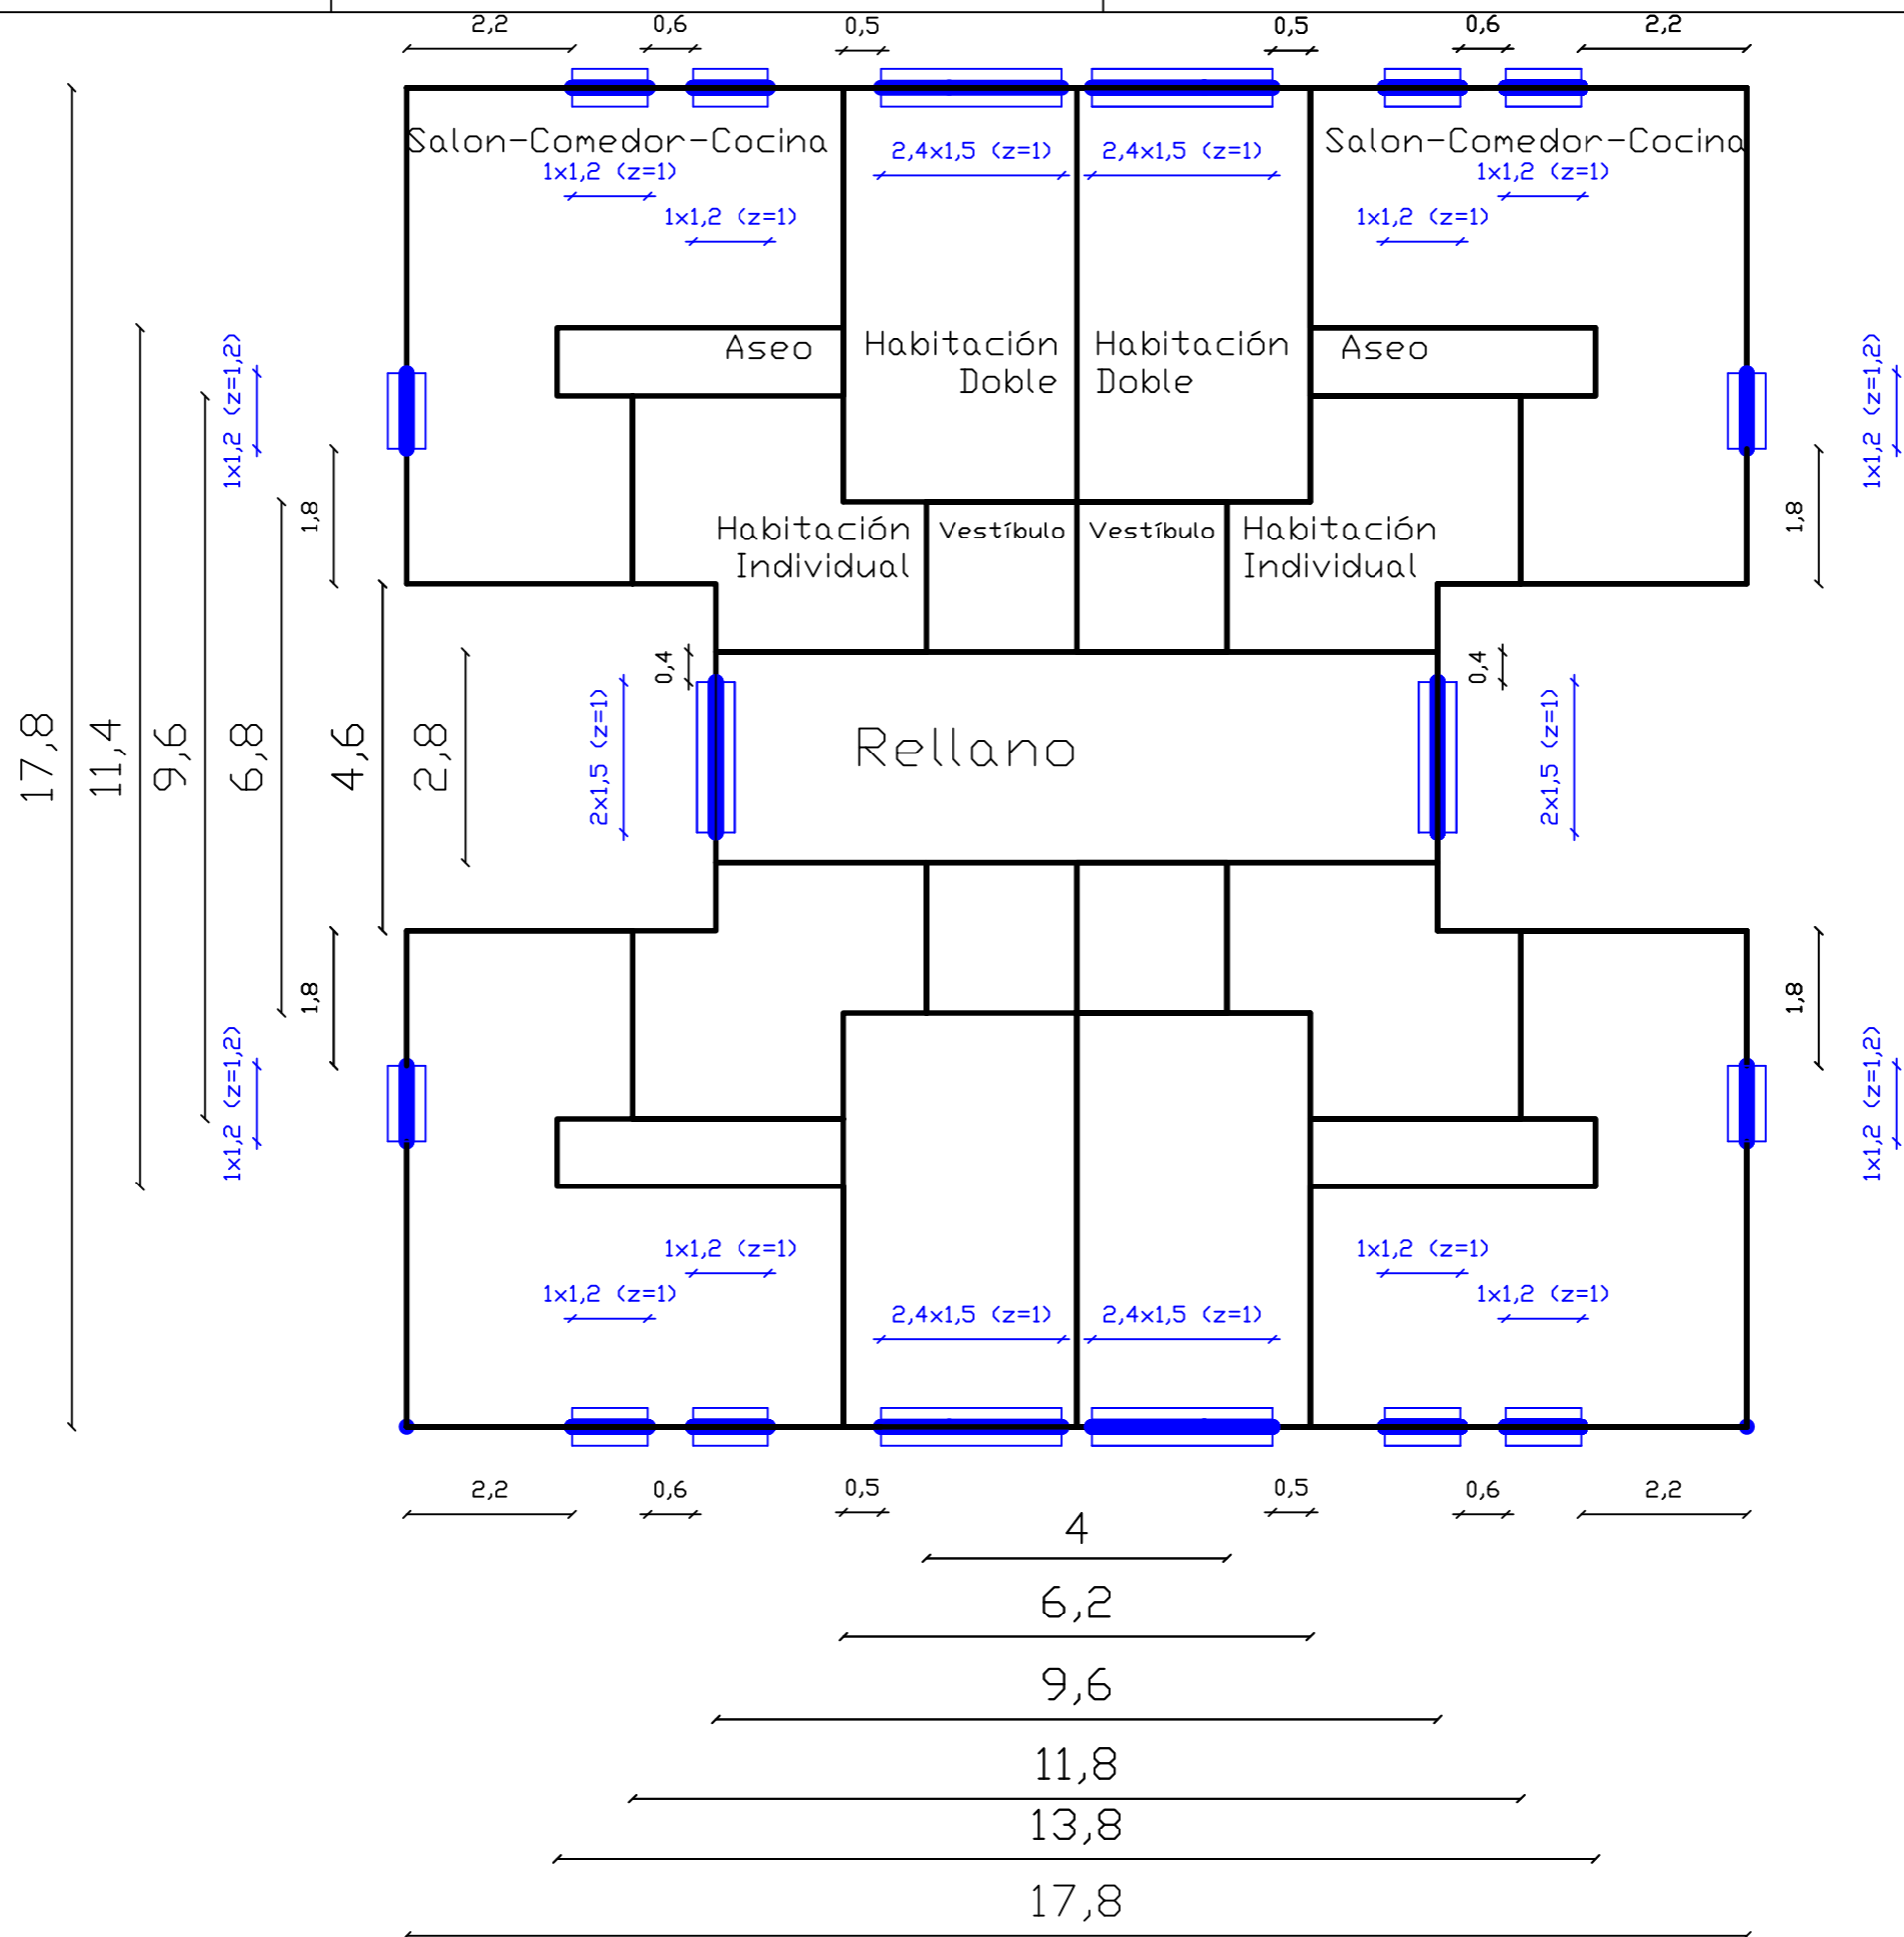 2,2 0,6 0,5 0,5 0,6 2,2
Salon-Comedor-Cocina Salon-Comedor-Cocina
2,4x1,5 (z=1) 2,4x1,5 (z=1)
1x1,2 (z=1) 1x1,2 (z=1)
1x1,2 (z=1) 1x1,2 (z=1)
Aseo Habitación Habitación Aseo
Doble Doble
1x1,2 (z=1,2) 1x1,2 (z=1,2)
1,8 1,8
Habitación Vestíbulo Vestíbulo Habitación
Individual Individual
0,4 0,4
17,8 11,4 9,6 6,8 4,6 2,8
2x1,5 (z=1) Rellano 2x1,5 (z=1)
1,8 1,8
1x1,2 (z=1,2) 1x1,2 (z=1,2)
1x1,2 (z=1) 1x1,2 (z=1)
1x1,2 (z=1) 1x1,2 (z=1)
2,4x1,5 (z=1) 2,4x1,5 (z=1)
2,2 0,6 0,5 0,5 0,6 2,2
4
6,2
9,6
11,8
13,8
17,8